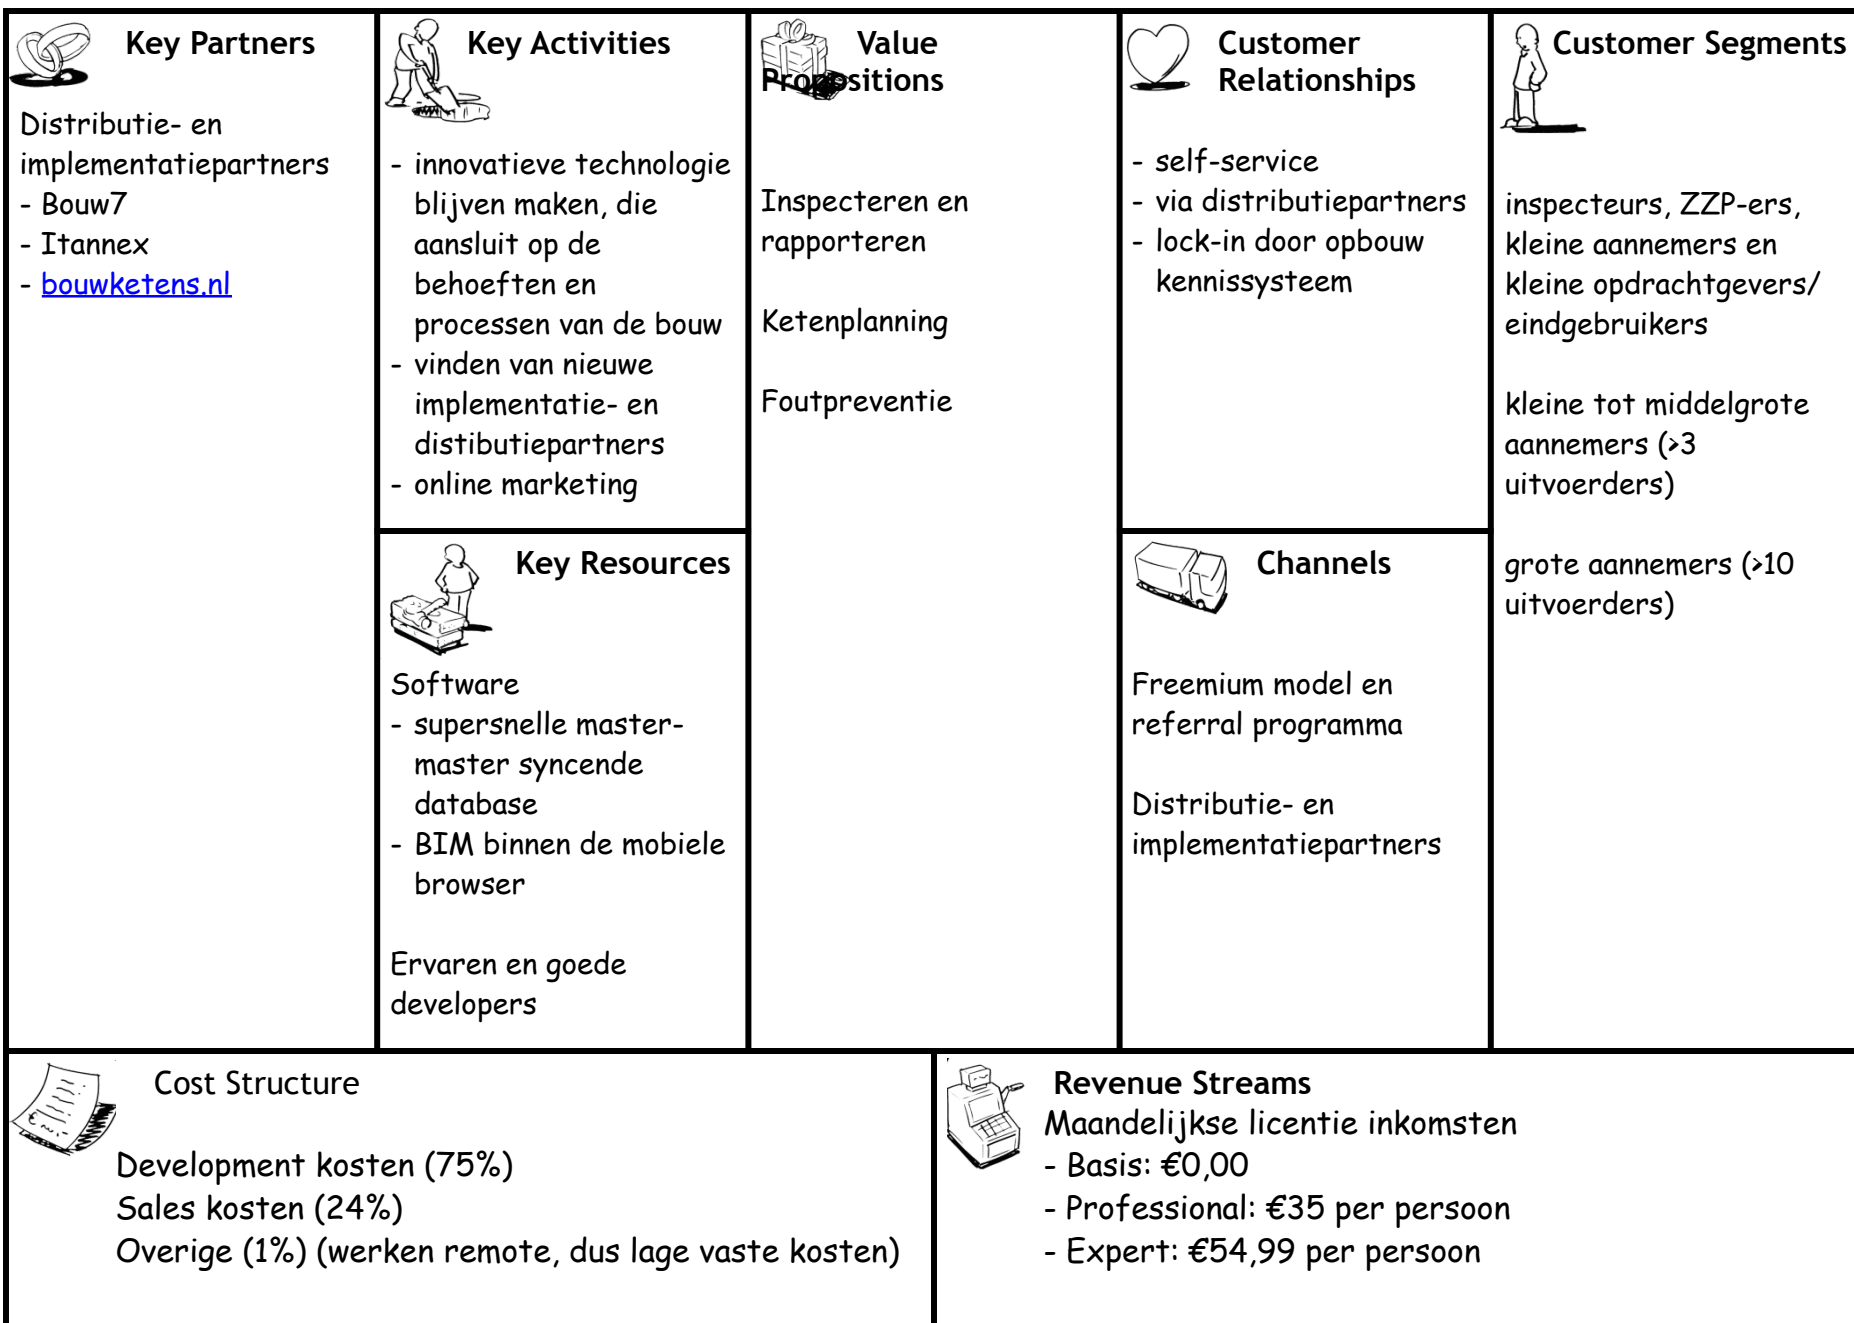 Key Partners
Distributie- en
implementatiepartners
- Bouw7
- Itannex
- bouwketens.nl
Key Activities
- innovatieve technologie
blijven maken, die
aansluit op de
behoeften en
processen van de bouw
- vinden van nieuwe
implementatie- en
distibutiepartners
- online marketing
Key Resources
Software
- supersnelle master-
master syncende
database
- BIM binnen de mobiele
browser
Ervaren en goede
developers
Value
Propositions
Inspecteren en
rapporteren
Ketenplanning
Foutpreventie
Customer
Relationships
- self-service
- via distributiepartners
- lock-in door opbouw
kennissysteem
Channels
Freemium model en
referral programma
Distributie- en
implementatiepartners
Customer Segments
inspecteurs, ZZP-ers,
kleine aannemers en
kleine opdrachtgevers/
eindgebruikers
kleine tot middelgrote
aannemers (>3
uitvoerders)
grote aannemers (>10
uitvoerders)
Cost Structure
Development kosten (75%)
Sales kosten (24%)
Overige (1%) (werken remote, dus lage vaste kosten)
Revenue Streams
Maandelijkse licentie inkomsten
- Basis: €0,00
- Professional: €35 per persoon
- Expert: €54,99 per persoon